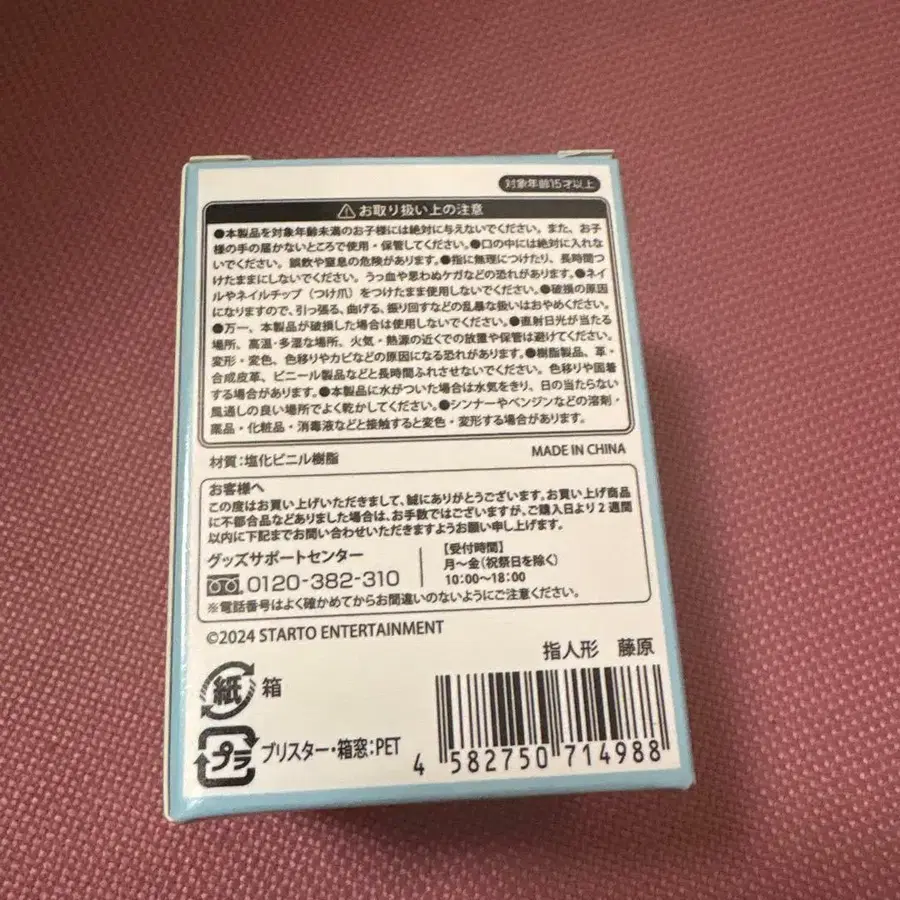 対象年齢15才以上
⚠お取り扱い上の注意
●本製品を対象年齢未満のお子様には絶対に与えないでください。また、お子
様の手の届かないところで使用・保管してください。●口の中には絶対に入れな
いでください。誤飲や窒息の危険があります。●指に無理につけたり、長時間つ
けたままにしないでください。うっ血や思わぬケガなどの恐れがあります。●ネイ
ルやネイルチップ（つけ爪）をつけたまま使用しないでください。●破損の原因
になりますので、引っ張る、曲げる、振り回すなどの乱暴な扱いはおやめください。
●万一、本製品が破損した場合は使用しないでください。●直射日光が当たる
場所、高温・多湿な場所、火気・熱源の近くでの放置や保管は避けてください。
変形・変色、色移りやカビなどの原因になる恐れがあります。●樹脂製品、革・
合成皮革、ビニール製品などと長時間ふれさせないでください。色移りや固着
する場合があります。●本製品に水がついた場合は水気をきり、日の当たらない
風通しの良い場所でよく乾かしてください。●シンナーやベンジンなどの溶剤・
薬品・化粧品・消毒液などと接触すると変色・変形する場合があります。
材質：塩化ビニル樹脂
MADE IN CHINA
お客様へ
この度はお買い上げいただきまして、誠にありがとうございます。お買い上げ商品
に不都合品などありました場合は、お手数ではございますが、ご購入日より2週間
以内に下記までお問い合わせいただきますようお願い申し上げます。
グッズサポートセンター
0120-382-310
【受付時間】
月～金（祝祭日を除く）
10:00～18:00
※電話番号はよく確かめてからお間違いのないようにご注意ください。
©2024 STARTO ENTERTAINMENT
指人形 藤原
紙 箱
プラ ブリスター・箱窓：PET
4 582750 714988